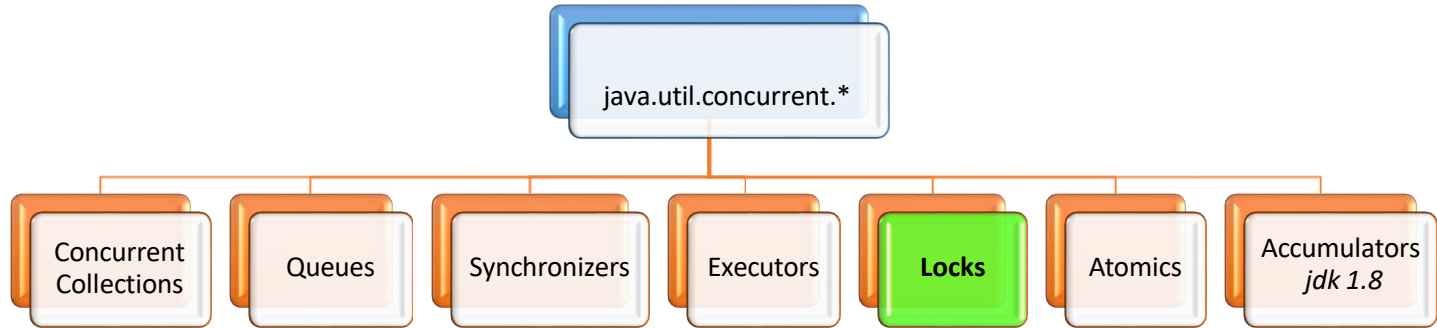 java.util.concurrent.*
Concurrent
Collections
Queues
Synchronizers
Executors
Locks
Atomics
Accumulators
jdk 1.8